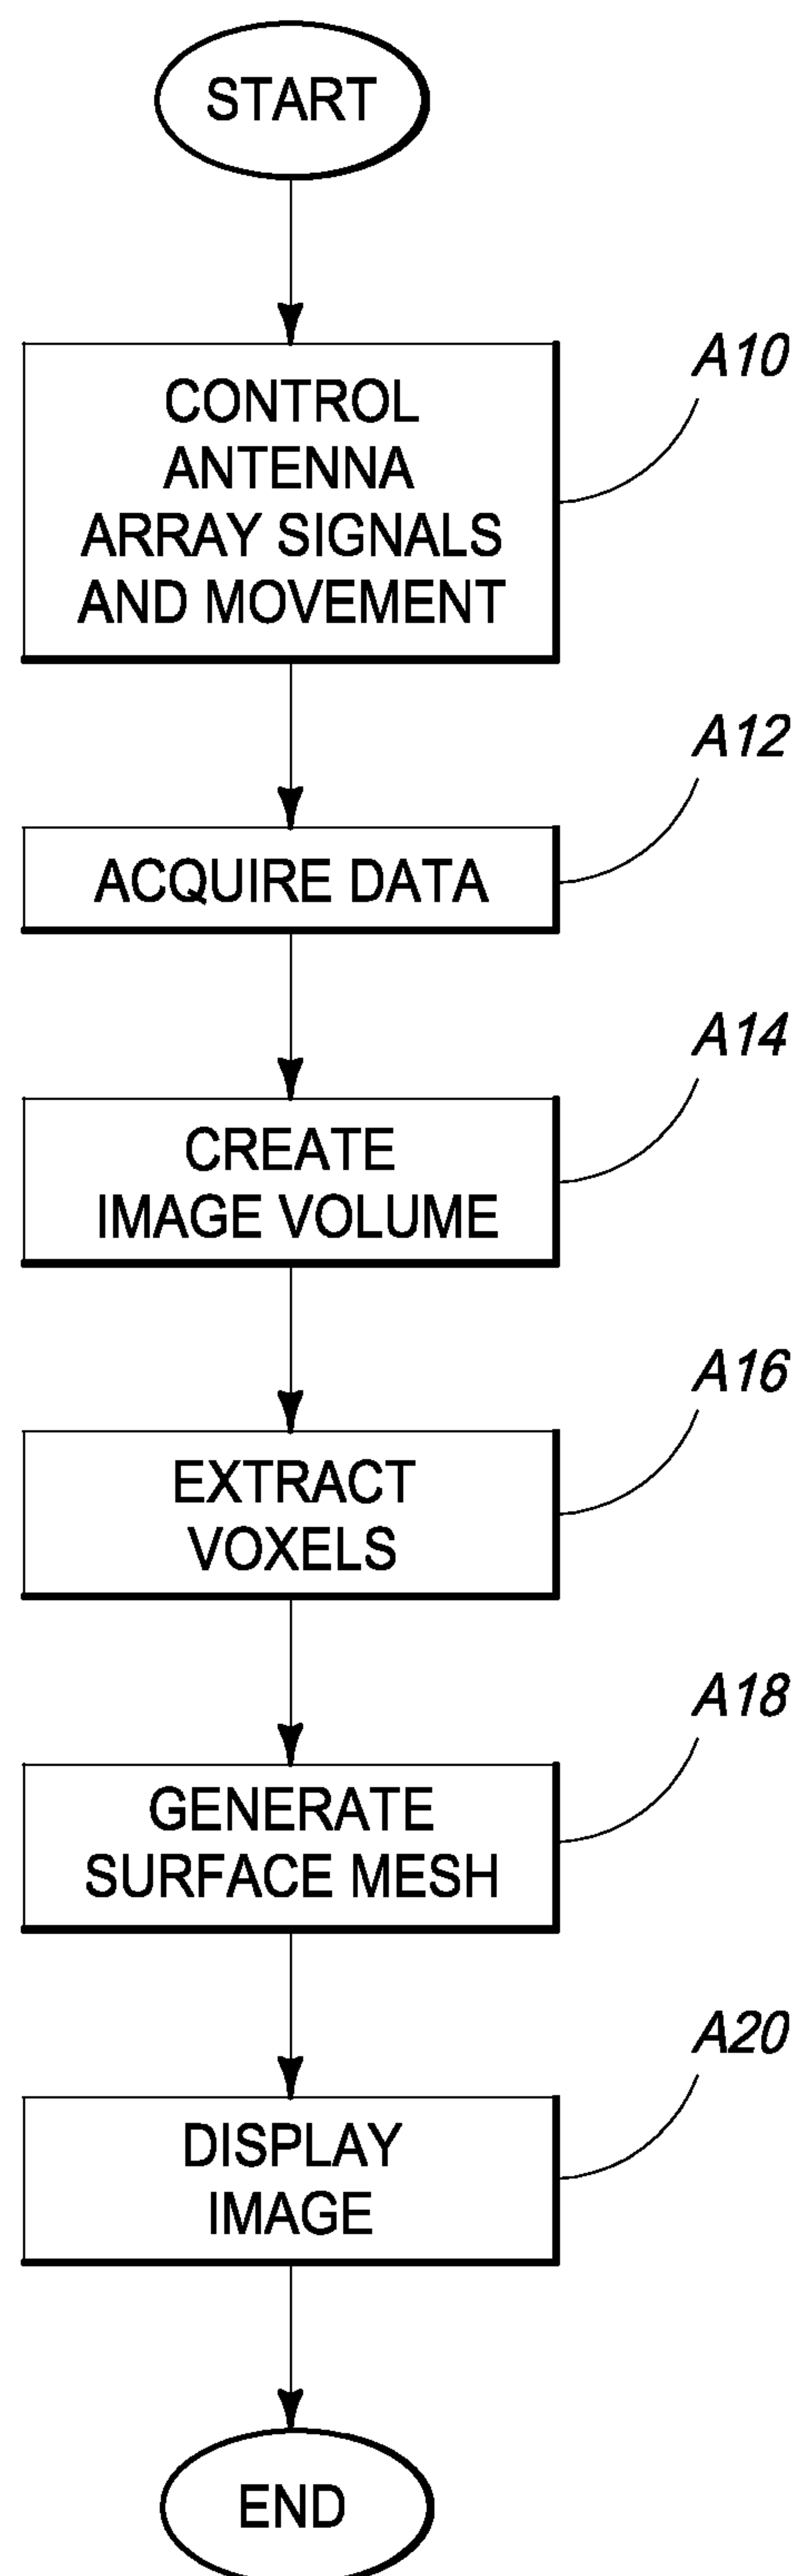 START
CONTROL
ANTENNA
ARRAY SIGNALS
AND MOVEMENT
A10
ACQUIRE DATA
A12
CREATE
IMAGE VOLUME
A14
EXTRACT
VOXELS
A16
GENERATE
SURFACE MESH
A18
DISPLAY
IMAGE
A20
END